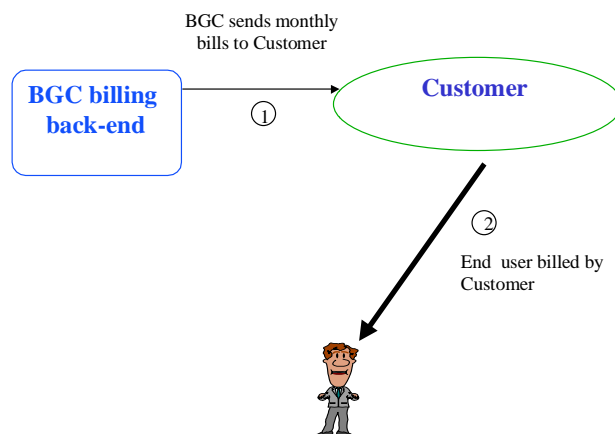 BGC sends monthly
bills to Customer
BGC billing
back-end
Customer
1
2
End user billed by
Customer